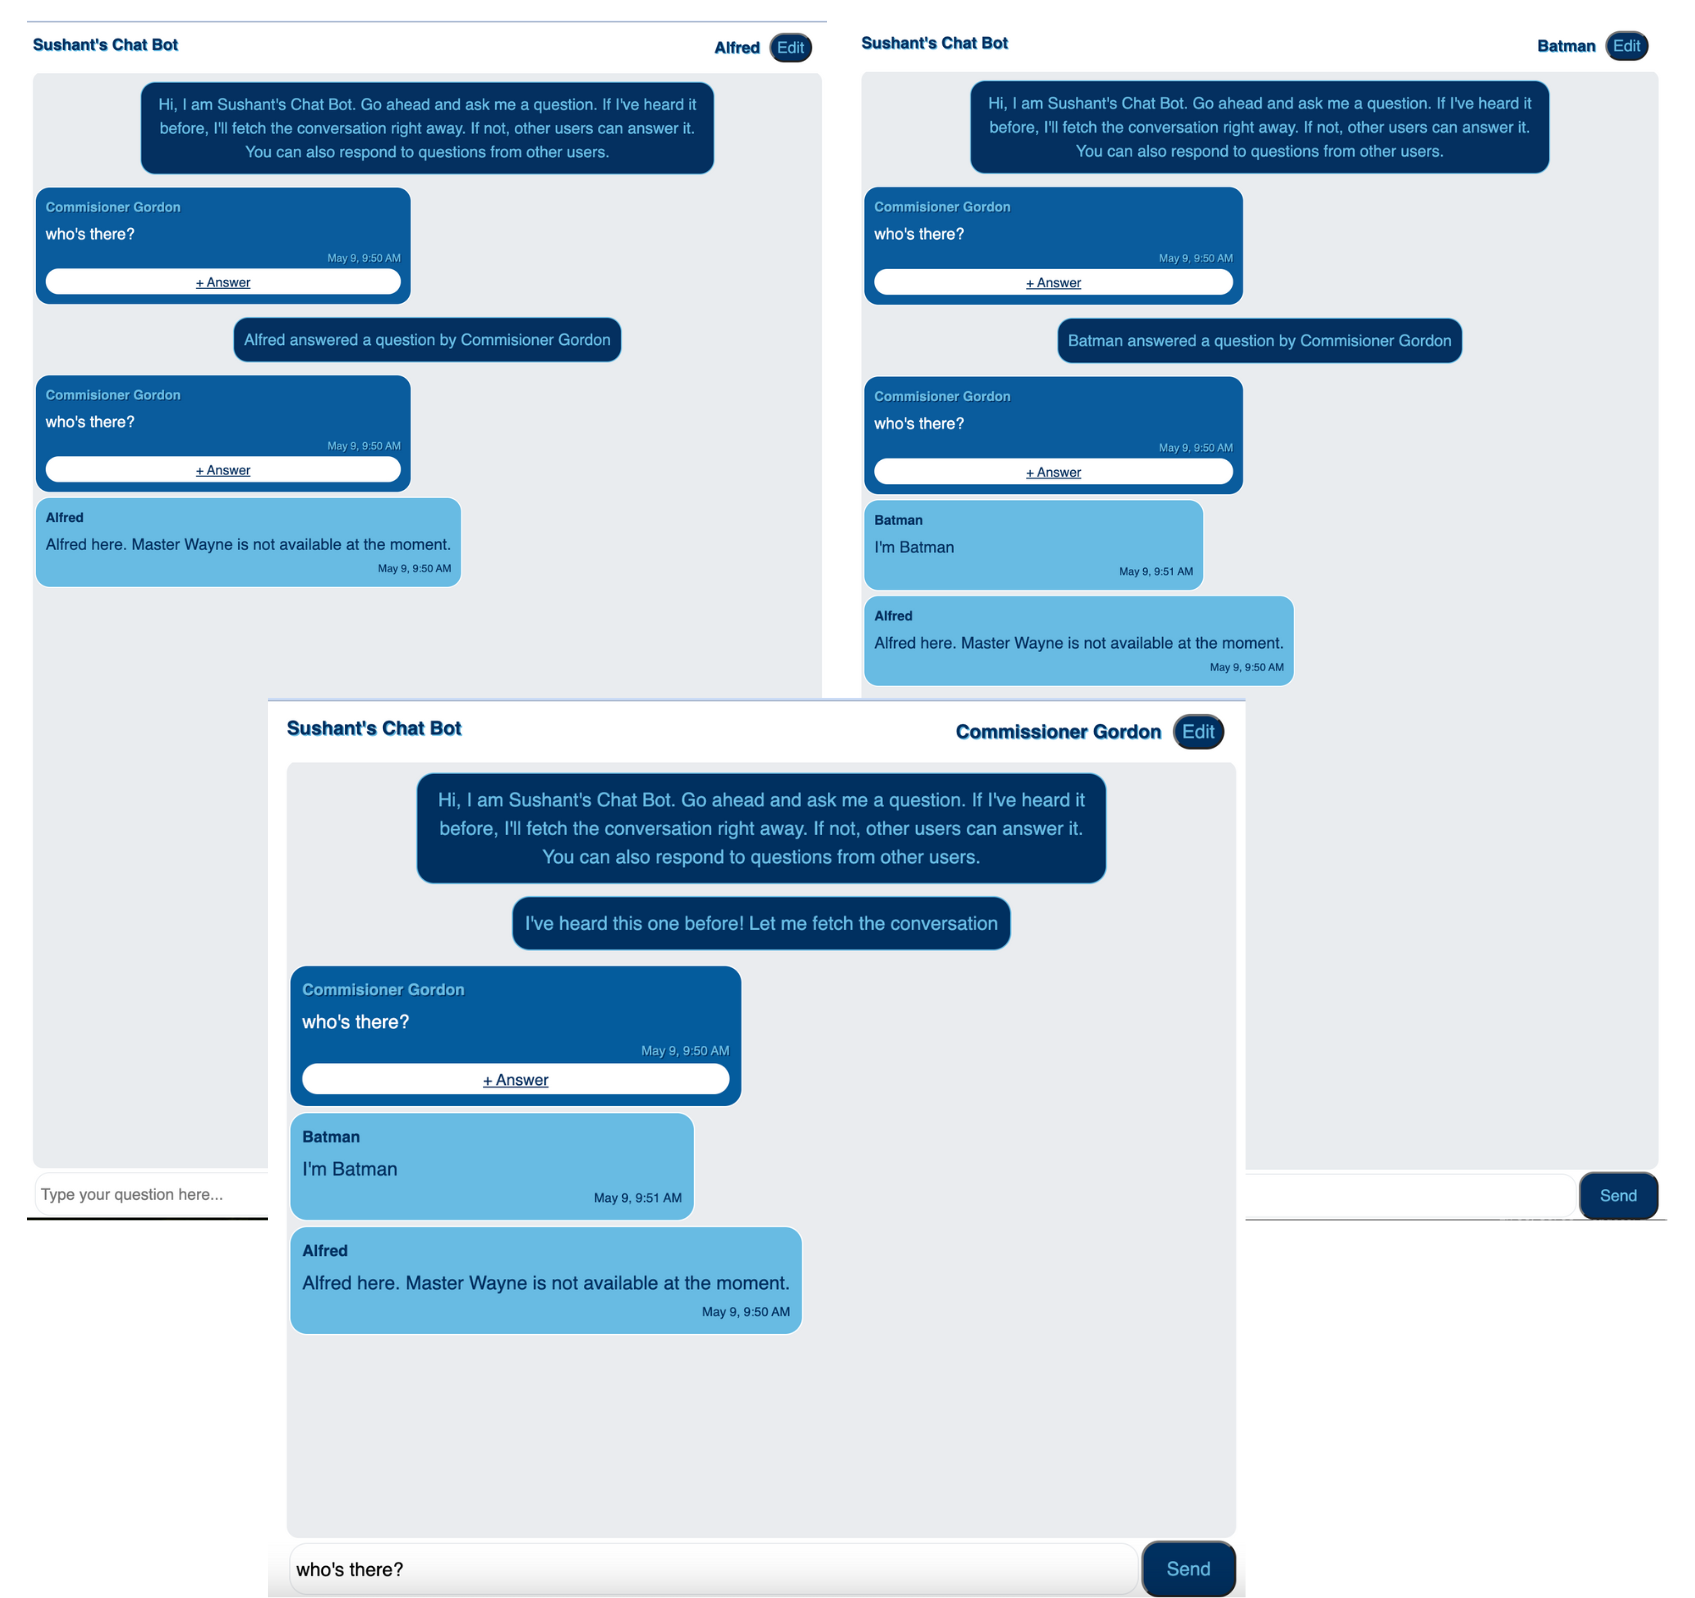 Sushant's Chat Bot
Alfred Edit
Hi, I am Sushant's Chat Bot. Go ahead and ask me a question. If I've heard it
before, I'll fetch the conversation right away. If not, other users can answer it.
You can also respond to questions from other users.
Commisioner Gordon
who's there?
May 9, 9:50 AM
+ Answer
Alfred answered a question by Commisioner Gordon
Commisioner Gordon
who's there?
May 9, 9:50 AM
+ Answer
Alfred
Alfred here. Master Wayne is not available at the moment.
May 9, 9:50 AM
Type your question here...
Sushant's Chat Bot
Batman Edit
Hi, I am Sushant's Chat Bot. Go ahead and ask me a question. If I've heard it
before, I'll fetch the conversation right away. If not, other users can answer it.
You can also respond to questions from other users.
Commisioner Gordon
who's there?
May 9, 9:50 AM
+ Answer
Batman answered a question by Commisioner Gordon
Commisioner Gordon
who's there?
May 9, 9:50 AM
+ Answer
Batman
I'm Batman
May 9, 9:51 AM
Alfred
Alfred here. Master Wayne is not available at the moment.
May 9, 9:50 AM
Send
Sushant's Chat Bot
Commissioner Gordon Edit
Hi, I am Sushant's Chat Bot. Go ahead and ask me a question. If I've heard it
before, I'll fetch the conversation right away. If not, other users can answer it.
You can also respond to questions from other users.
I've heard this one before! Let me fetch the conversation
Commisioner Gordon
who's there?
May 9, 9:50 AM
+ Answer
Batman
I'm Batman
May 9, 9:51 AM
Alfred
Alfred here. Master Wayne is not available at the moment.
May 9, 9:50 AM
who's there?
Send